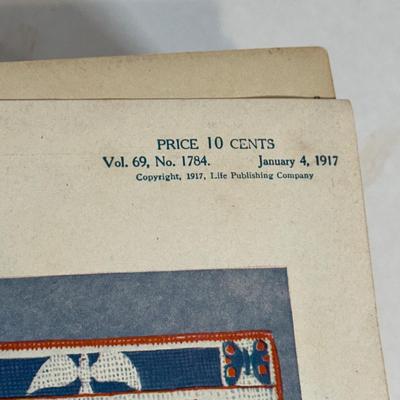 PRICE 10 CENTS
Vol. 69, No. 1784. January 4, 1917
Copyright, 1917, Life Publishing Company